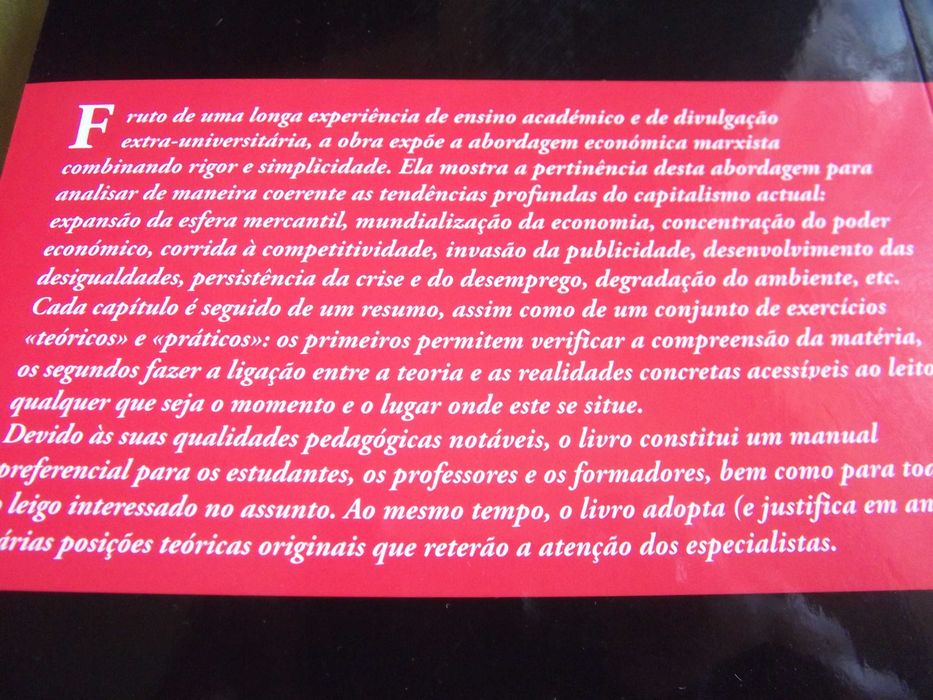 Fruto de uma longa experiência de ensino académico e de divulgação
extra-universitária, a obra expõe a abordagem económica marxista
combinando rigor e simplicidade. Ela mostra a pertinência desta abordagem para
analisar de maneira coerente as tendências profundas do capitalismo actual:
expansão da esfera mercantil, mundialização da economia, concentração do poder
económico, corrida à competitividade, invasão da publicidade, desenvolvimento das
desigualdades, persistência da crise e do desemprego, degradação do ambiente, etc.
Cada capítulo é seguido de um resumo, assim como de um conjunto de exercícios
«teóricos» e «práticos»: os primeiros permitem verificar a compreensão da matéria,
os segundos fazer a ligação entre a teoria e as realidades concretas acessíveis ao leito
qualquer que seja o momento e o lugar onde este se situe.
Devido às suas qualidades pedagógicas notáveis, o livro constitui um manual
preferencial para os estudantes, os professores e os formadores, bem como para tod
o leigo interessado no assunto. Ao mesmo tempo, o livro adopta (e justifica em an
árias posições teóricas originais que reterão a atenção dos especialistas.